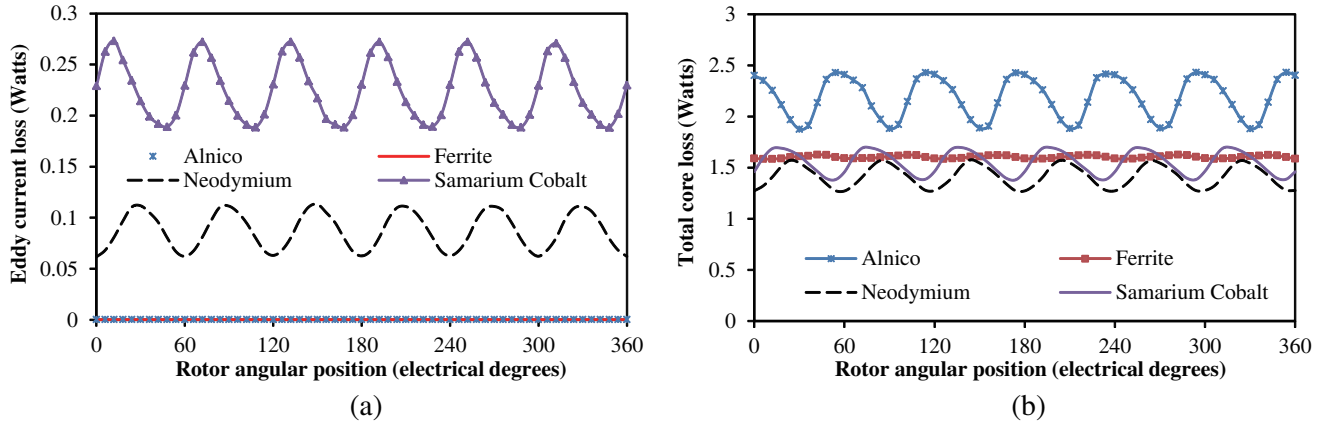 Eddy current loss (Watts)
0.3
0.25
0.2
0.15
0.1
0.05
0
Alnico
Ferrite
Neodymium
Samarium Cobalt
0 60 120 180 240 300 360
Rotor angular position (electrical degrees)
(a)
Total core loss (Watts)
3
2.5
2
1.5
1
0.5
0
Alnico
Ferrite
Neodymium
Samarium Cobalt
0 60 120 180 240 300 360
Rotor angular position (electrical degrees)
(b)